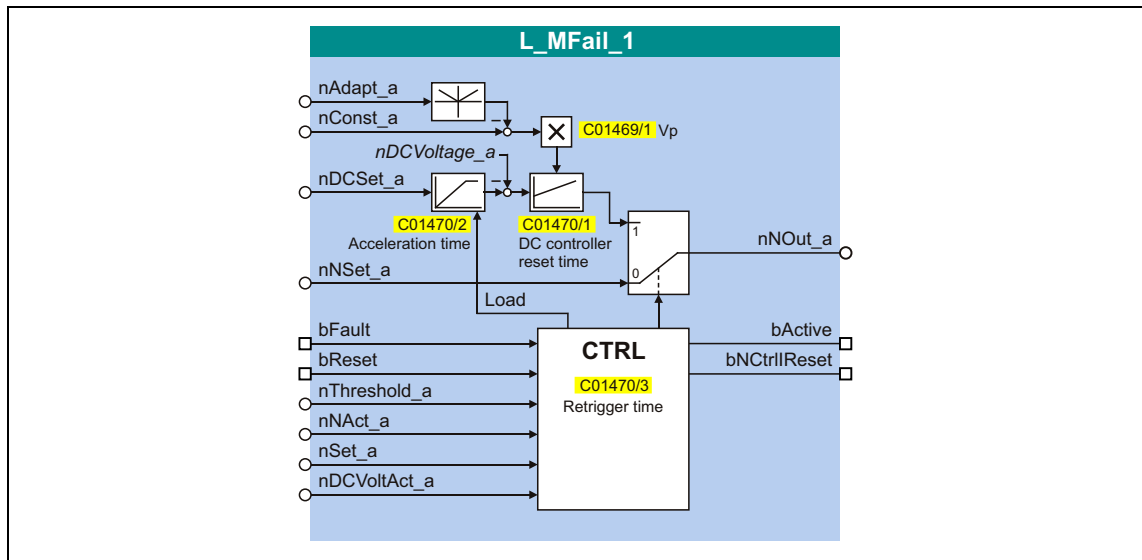 L_MFail_1
nAdapt_a
nConst_a
C01469/1 Vp
nDCVoltage_a
nDCSet_a
C01470/2
Acceleration time
C01470/1
DC controller
reset time
1
nNOut_a
nNSet_a
0
Load
bFault
bActive
CTRL
bReset
bNCtrlIReset
C01470/3
Retrigger time
nThreshold_a
nNAct_a
nSet_a
nDCVoltAct_a